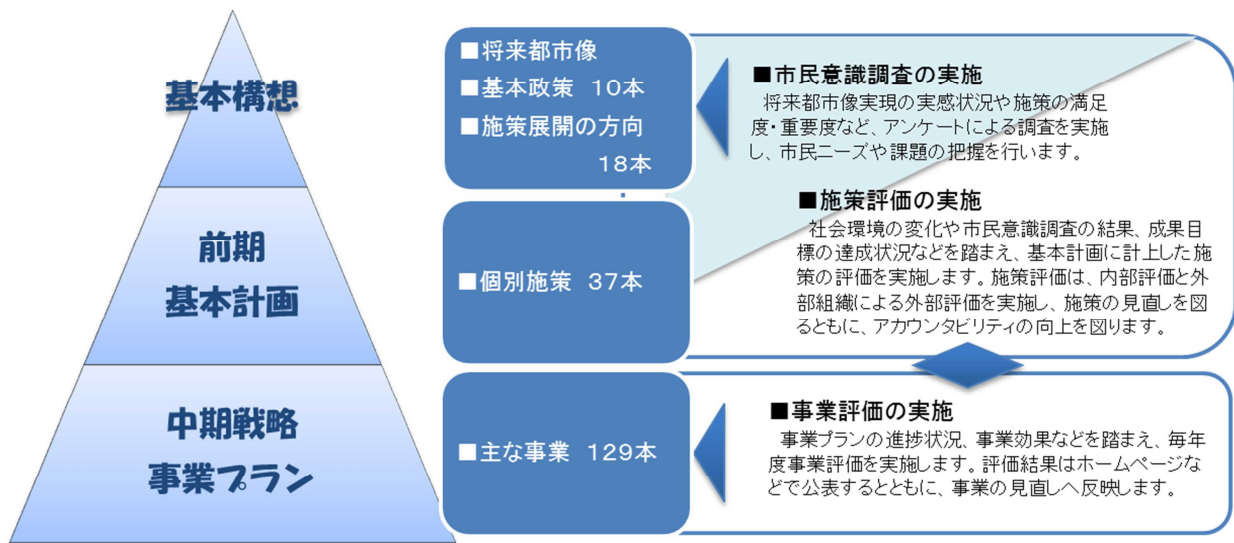 基本構想
前期
基本計画
中期戦略
事業プラン
■将来都市像
■基本政策 10本
■施策展開の方向
18本
■個別施策 37本
■主な事業 129本
■市民意識調査の実施
将来都市像実現の実感状況や施策の満足
度・重要度など、アンケートによる調査を実施
し、市民ニーズや課題の把握を行います。
■施策評価の実施
社会環境の変化や市民意識調査の結果、成果目
標の達成状況などを踏まえ、基本計画に計上した施
策の評価を実施します。施策評価は、内部評価と外
部組織による外部評価を実施し、施策の見直しを図
るともに、アカウンタビリティの向上を図ります。
■事業評価の実施
事業プランの進捗状況、事業効果などを踏まえ、毎年
度事業評価を実施します。評価結果はホームページな
どで公表するとともに、事業の見直しへ反映します。